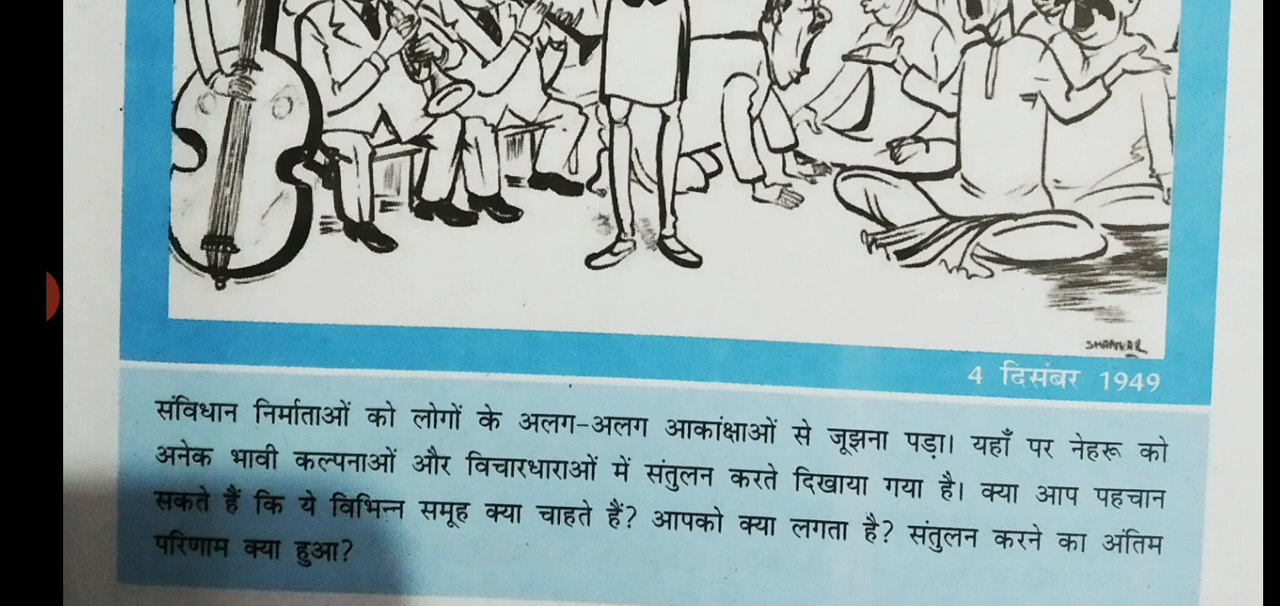 SHANKAR
4 दिसंबर 1949
संविधान निर्माताओं को लोगों के अलग-अलग आकांक्षाओं से जूझना पड़ा। यहाँ पर नेहरू को
अनेक भावी कल्पनाओं और विचारधाराओं में संतुलन करते दिखाया गया है। क्या आप पहचान
सकते हैं कि ये विभिन्न समूह क्या चाहते हैं? आपको क्या लगता है? संतुलन करने का अंतिम
परिणाम क्या हुआ?